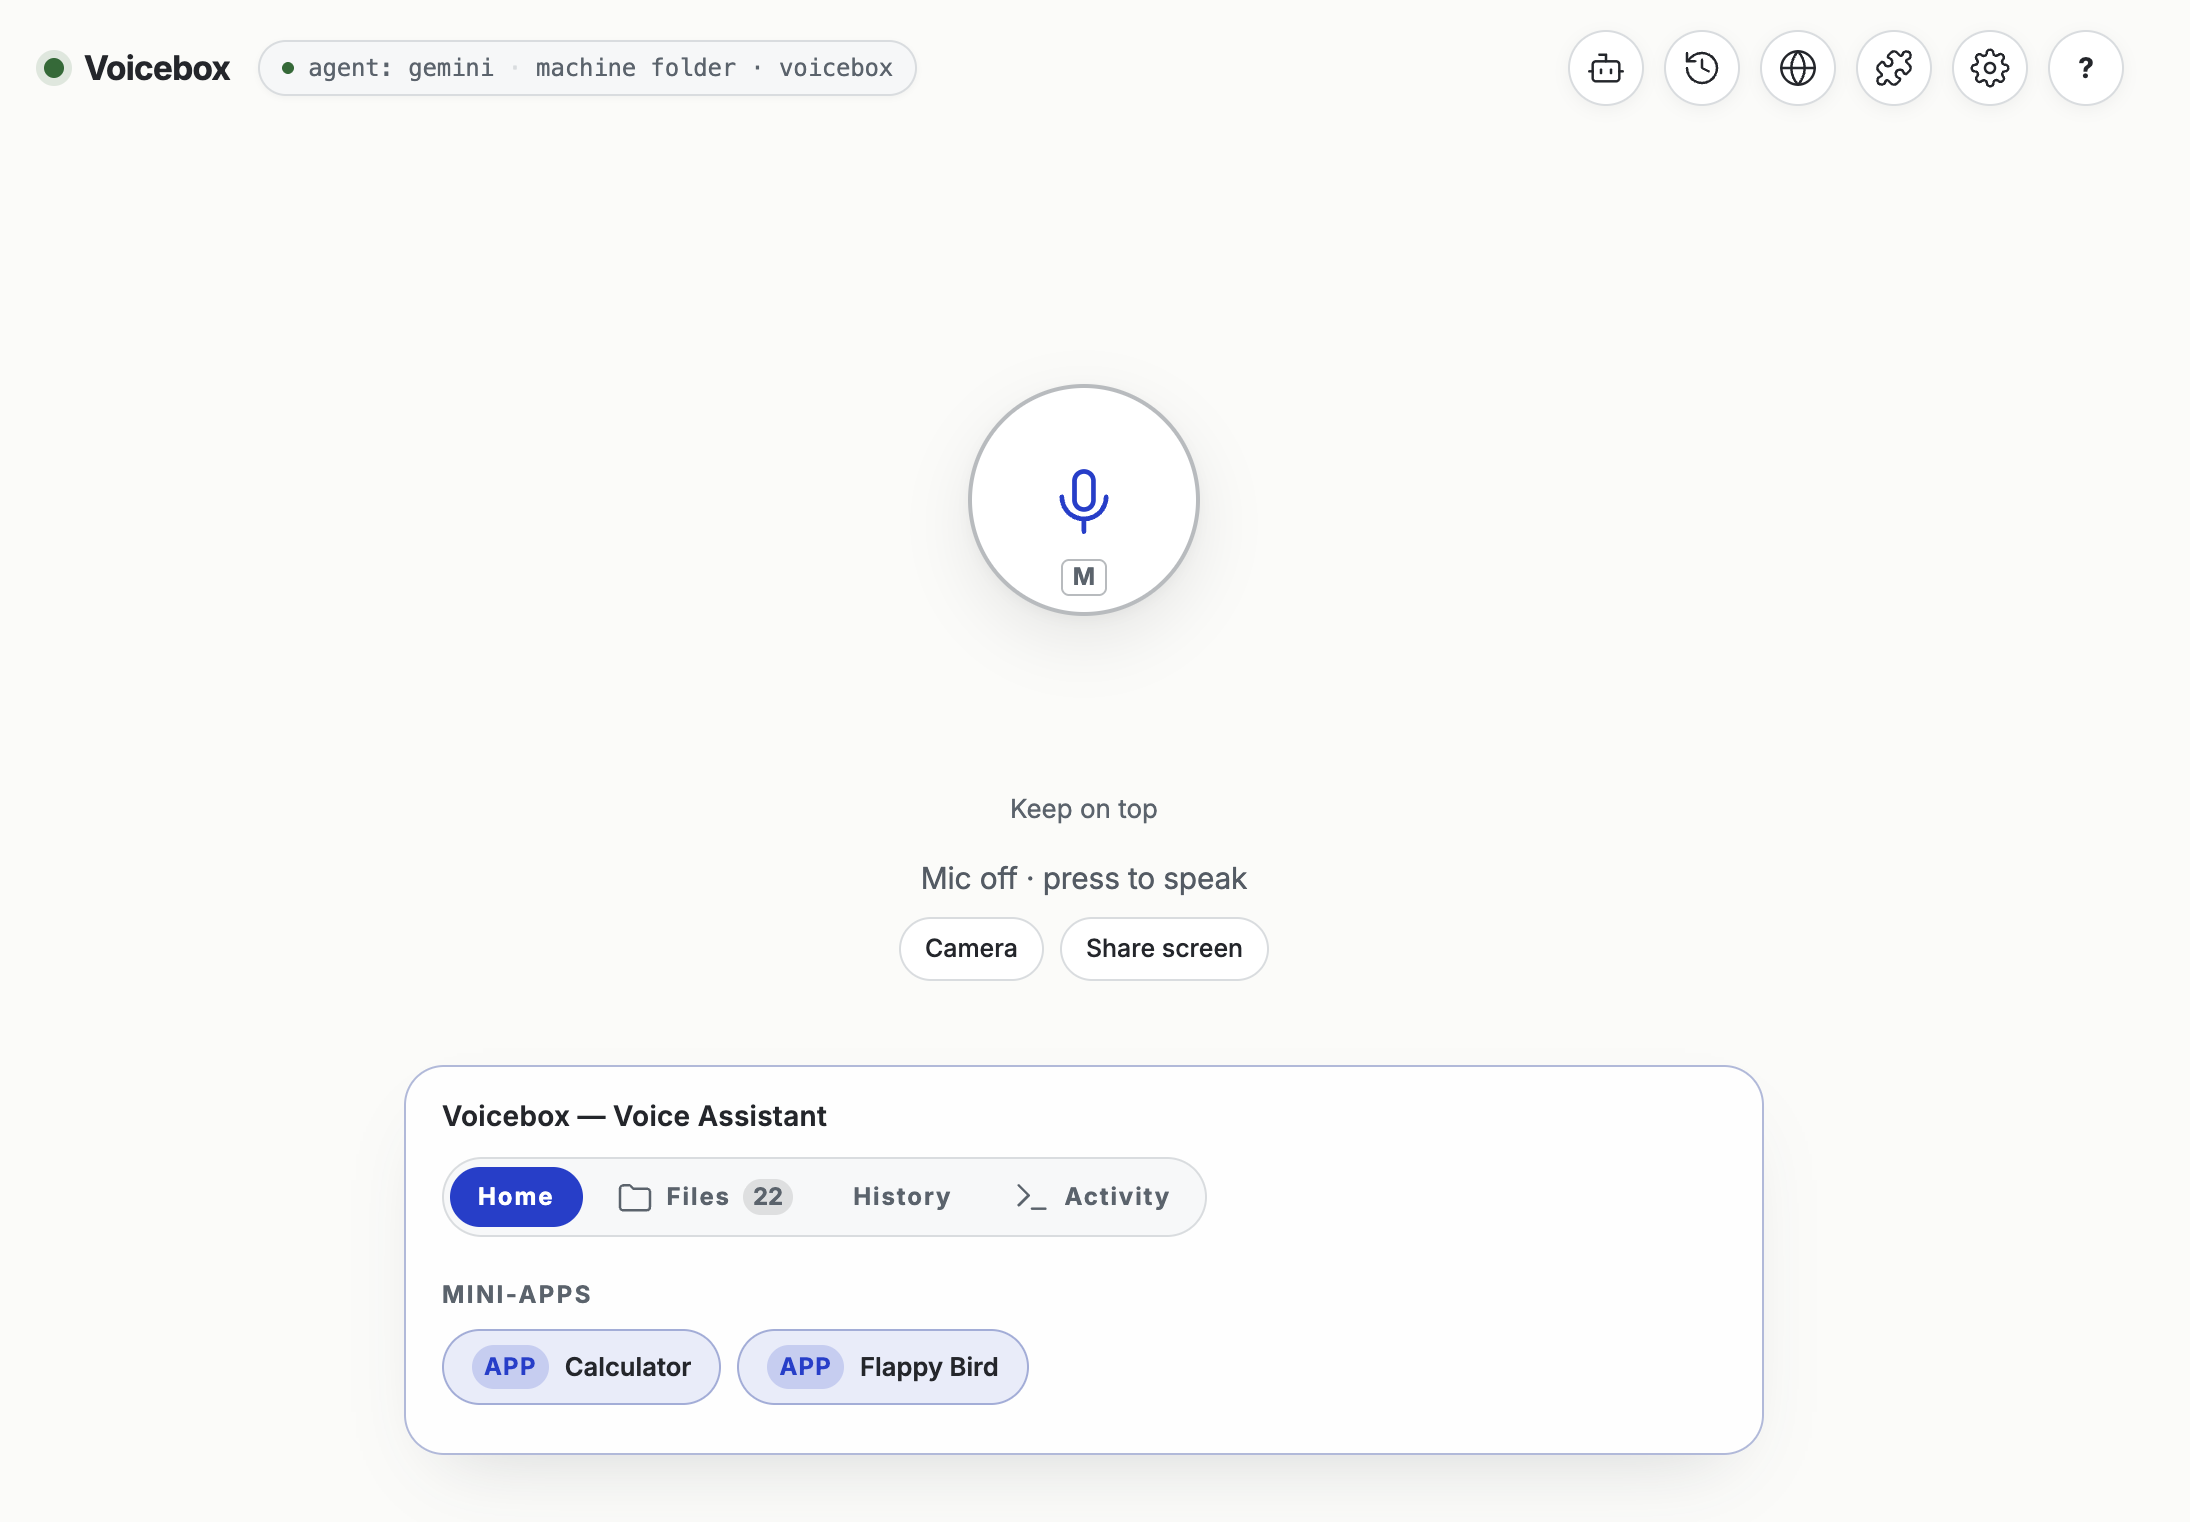 Voicebox
agent: gemini · machine folder · voicebox
?
M
Keep on top
Mic off · press to speak
Camera
Share screen
Voicebox — Voice Assistant
Home
Files 22
History
Activity
MINI-APPS
APP Calculator
APP Flappy Bird